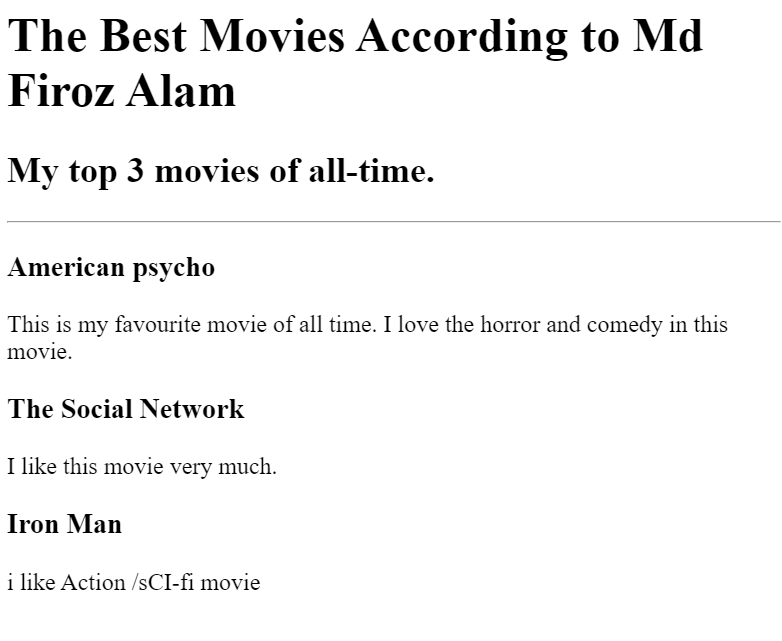 The Best Movies According to Md
Firoz Alam
My top 3 movies of all-time.
American psycho
This is my favourite movie of all time. I love the horror and comedy in this
movie.
The Social Network
I like this movie very much.
Iron Man
i like Action /sCI-fi movie